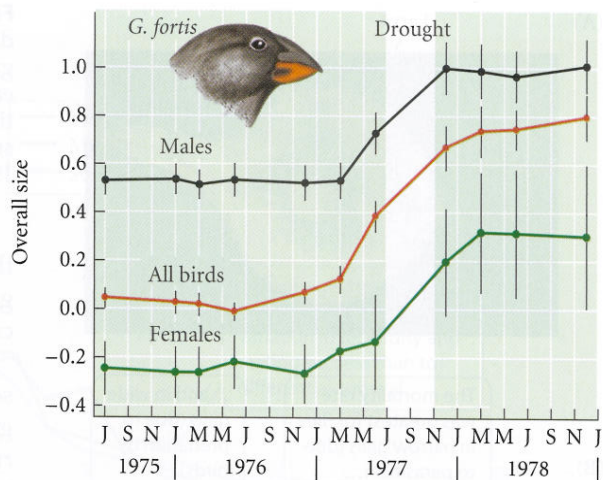 G. fortis
Drought
1.0
0.8
Males
0.6
Overall size
0.4
All birds
0.2
0.0
Females
−0.2
−0.4
J S N J M M J S N J M M J S N J M M J S N J
1975 1976 1977 1978